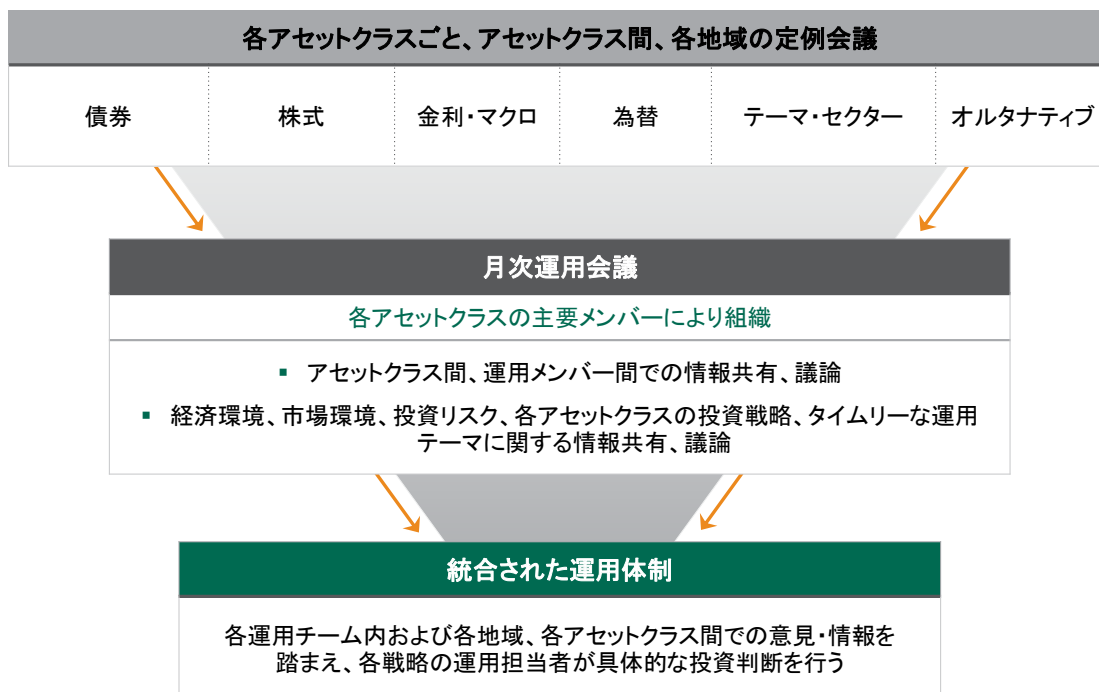 各アセットクラスごと、アセットクラス間、各地域の定例会議
債券 株式 金利・マクロ 為替 テーマ・セクター オルタナティブ
月次運用会議
各アセットクラスの主要メンバーにより組織
▪ アセットクラス間、運用メンバー間での情報共有、議論
▪ 経済環境、市場環境、投資リスク、各アセットクラスの投資戦略、タイムリーな運用
テーマに関する情報共有、議論
統合された運用体制
各運用チーム内および各地域、各アセットクラス間での意見・情報を
踏まえ、各戦略の運用担当者が具体的な投資判断を行う